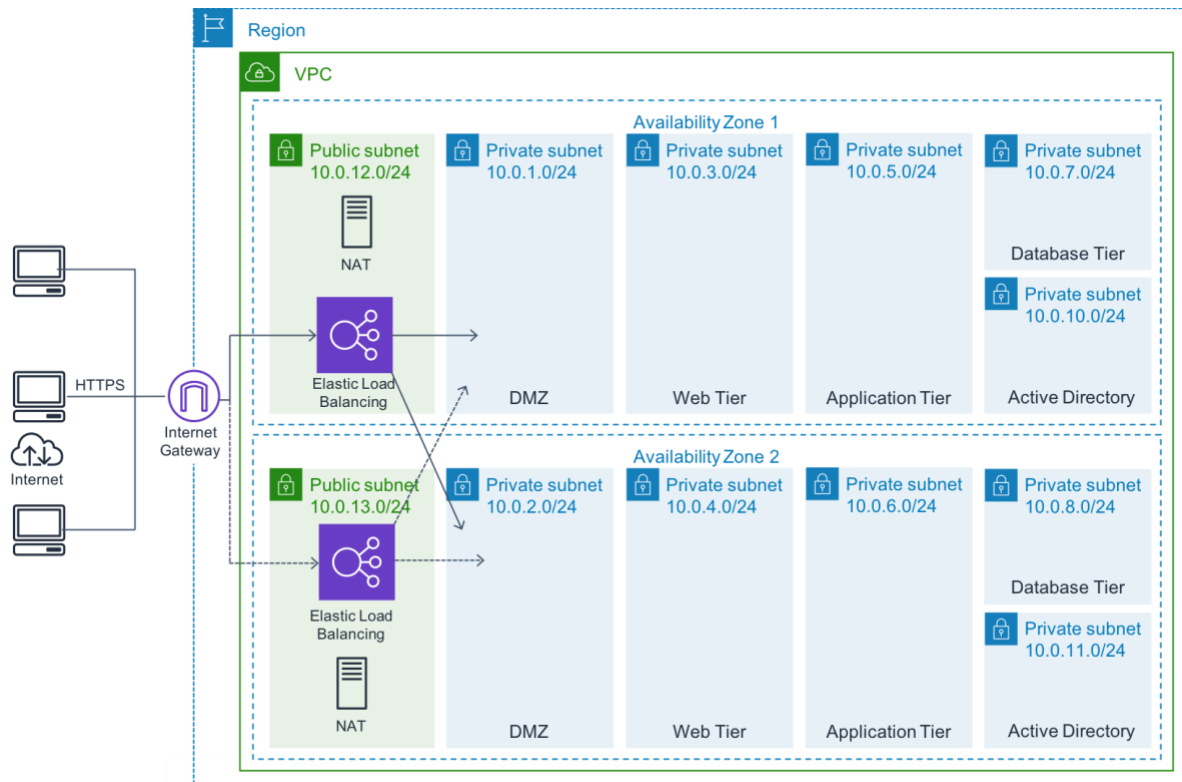 Region
VPC
Availability Zone 1
Public subnet
10.0.12.0/24
NAT
Elastic Load
Balancing
Private subnet
10.0.1.0/24
DMZ
Private subnet
10.0.3.0/24
Web Tier
Private subnet
10.0.5.0/24
Application Tier
Private subnet
10.0.7.0/24
Database Tier
Private subnet
10.0.10.0/24
Active Directory
HTTPS
Internet
Gateway
Internet
Availability Zone 2
Public subnet
10.0.13.0/24
Elastic Load
Balancing
NAT
Private subnet
10.0.2.0/24
DMZ
Private subnet
10.0.4.0/24
Web Tier
Private subnet
10.0.6.0/24
Application Tier
Private subnet
10.0.8.0/24
Database Tier
Private subnet
10.0.11.0/24
Active Directory